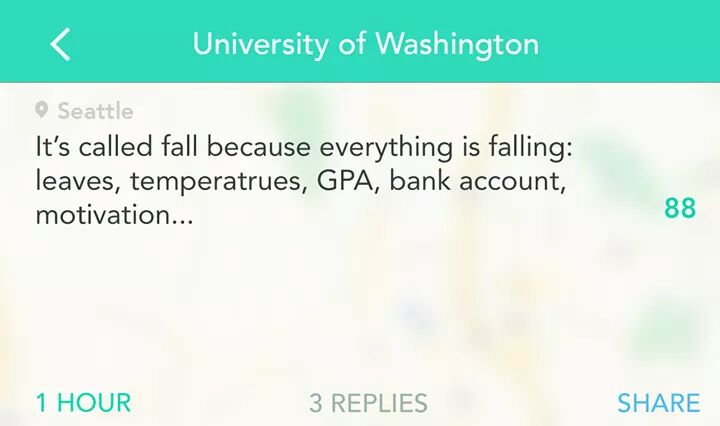 University of Washington
Seattle
It's called fall because everything is falling:
leaves, temperatrues, GPA, bank account,
motivation...
88
1 HOUR
3 REPLIES
SHARE